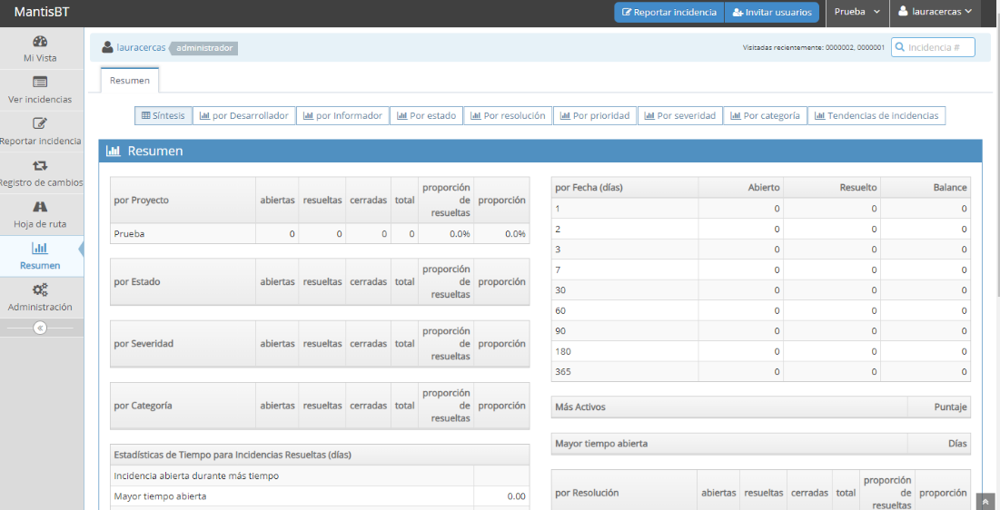 MantisBT
Reportar incidencia
Invitar usuarios
Prueba
lauracercas
Mi Vista
Ver incidencias
Reportar incidencia
Registro de cambios
Hoja de ruta
Resumen
Administración
lauracercas administrador
Visitadas recientemente: 0000002, 0000001
Incidencia #
Resumen
Síntesis
por Desarrollador
por Informador
Por estado
Por resolución
Por prioridad
Por severidad
Por categoría
Tendencias de incidencias
Resumen
por Proyecto abiertas resueltas cerradas total proporción de resueltas proporción
Prueba 0 0 0 0 0.0% 0.0%
por Estado abiertas resueltas cerradas total proporción de resueltas proporción
por Severidad abiertas resueltas cerradas total proporción de resueltas proporción
por Categoría abiertas resueltas cerradas total proporción de resueltas proporción
Estadísticas de Tiempo para Incidencias Resueltas (días)
Incidencia abierta durante más tiempo
Mayor tiempo abierta 0.00
por Fecha (días) Abierto Resuelto Balance
1 0 0 0
2 0 0 0
3 0 0 0
7 0 0 0
30 0 0 0
60 0 0 0
90 0 0 0
180 0 0 0
365 0 0 0
Más Activos Puntaje
Mayor tiempo abierta Días
por Resolución abiertas resueltas cerradas total proporción de resueltas proporción